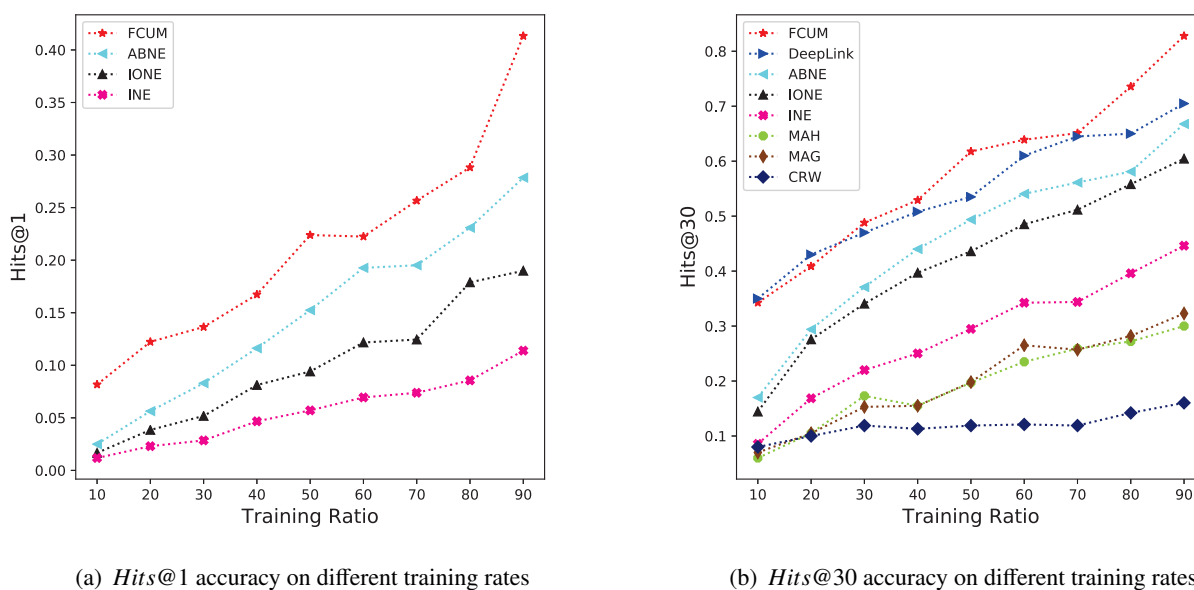 FCUM
ABNE
IONE
INE
0.40
0.35
0.30
0.25
0.20
0.15
0.10
0.05
0.00
Hits@1
10 20 30 40 50 60 70 80 90
Training Ratio
(a) Hits@1 accuracy on different training rates
FCUM
DeepLink
ABNE
IONE
INE
MAH
MAG
CRW
0.8
0.7
0.6
0.5
0.4
0.3
0.2
0.1
Hits@30
10 20 30 40 50 60 70 80 90
Training Ratio
(b) Hits@30 accuracy on different training rates